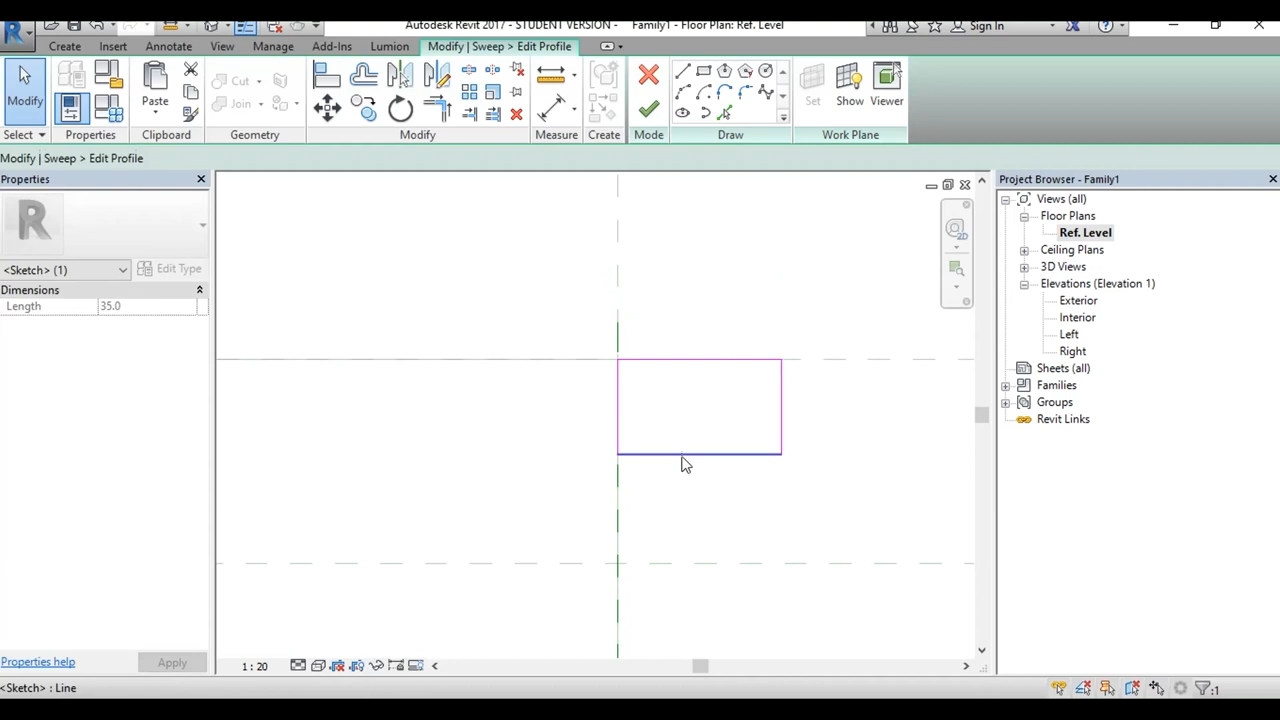 Autodesk Revit 2017 - STUDENT VERSION - Family1 - Floor Plan: Ref. Level
Sign In
Create Insert Annotate View Manage Add-Ins Lumion Modify | Sweep > Edit Profile
Modify Paste Cut Join Set Show Viewer
Select Properties Clipboard Geometry Modify Measure Create Mode Draw Work Plane
Modify | Sweep > Edit Profile
Properties
Project Browser - Family1
R
<Sketch> (1) Edit Type
Dimensions
Length 35.0
2D
Views (all)
Floor Plans
Ref. Level
Ceiling Plans
3D Views
Elevations (Elevation 1)
Exterior
Interior
Left
Right
Sheets (all)
Families
Groups
Revit Links
Properties help Apply
1 : 20
<Sketch> : Line
:1